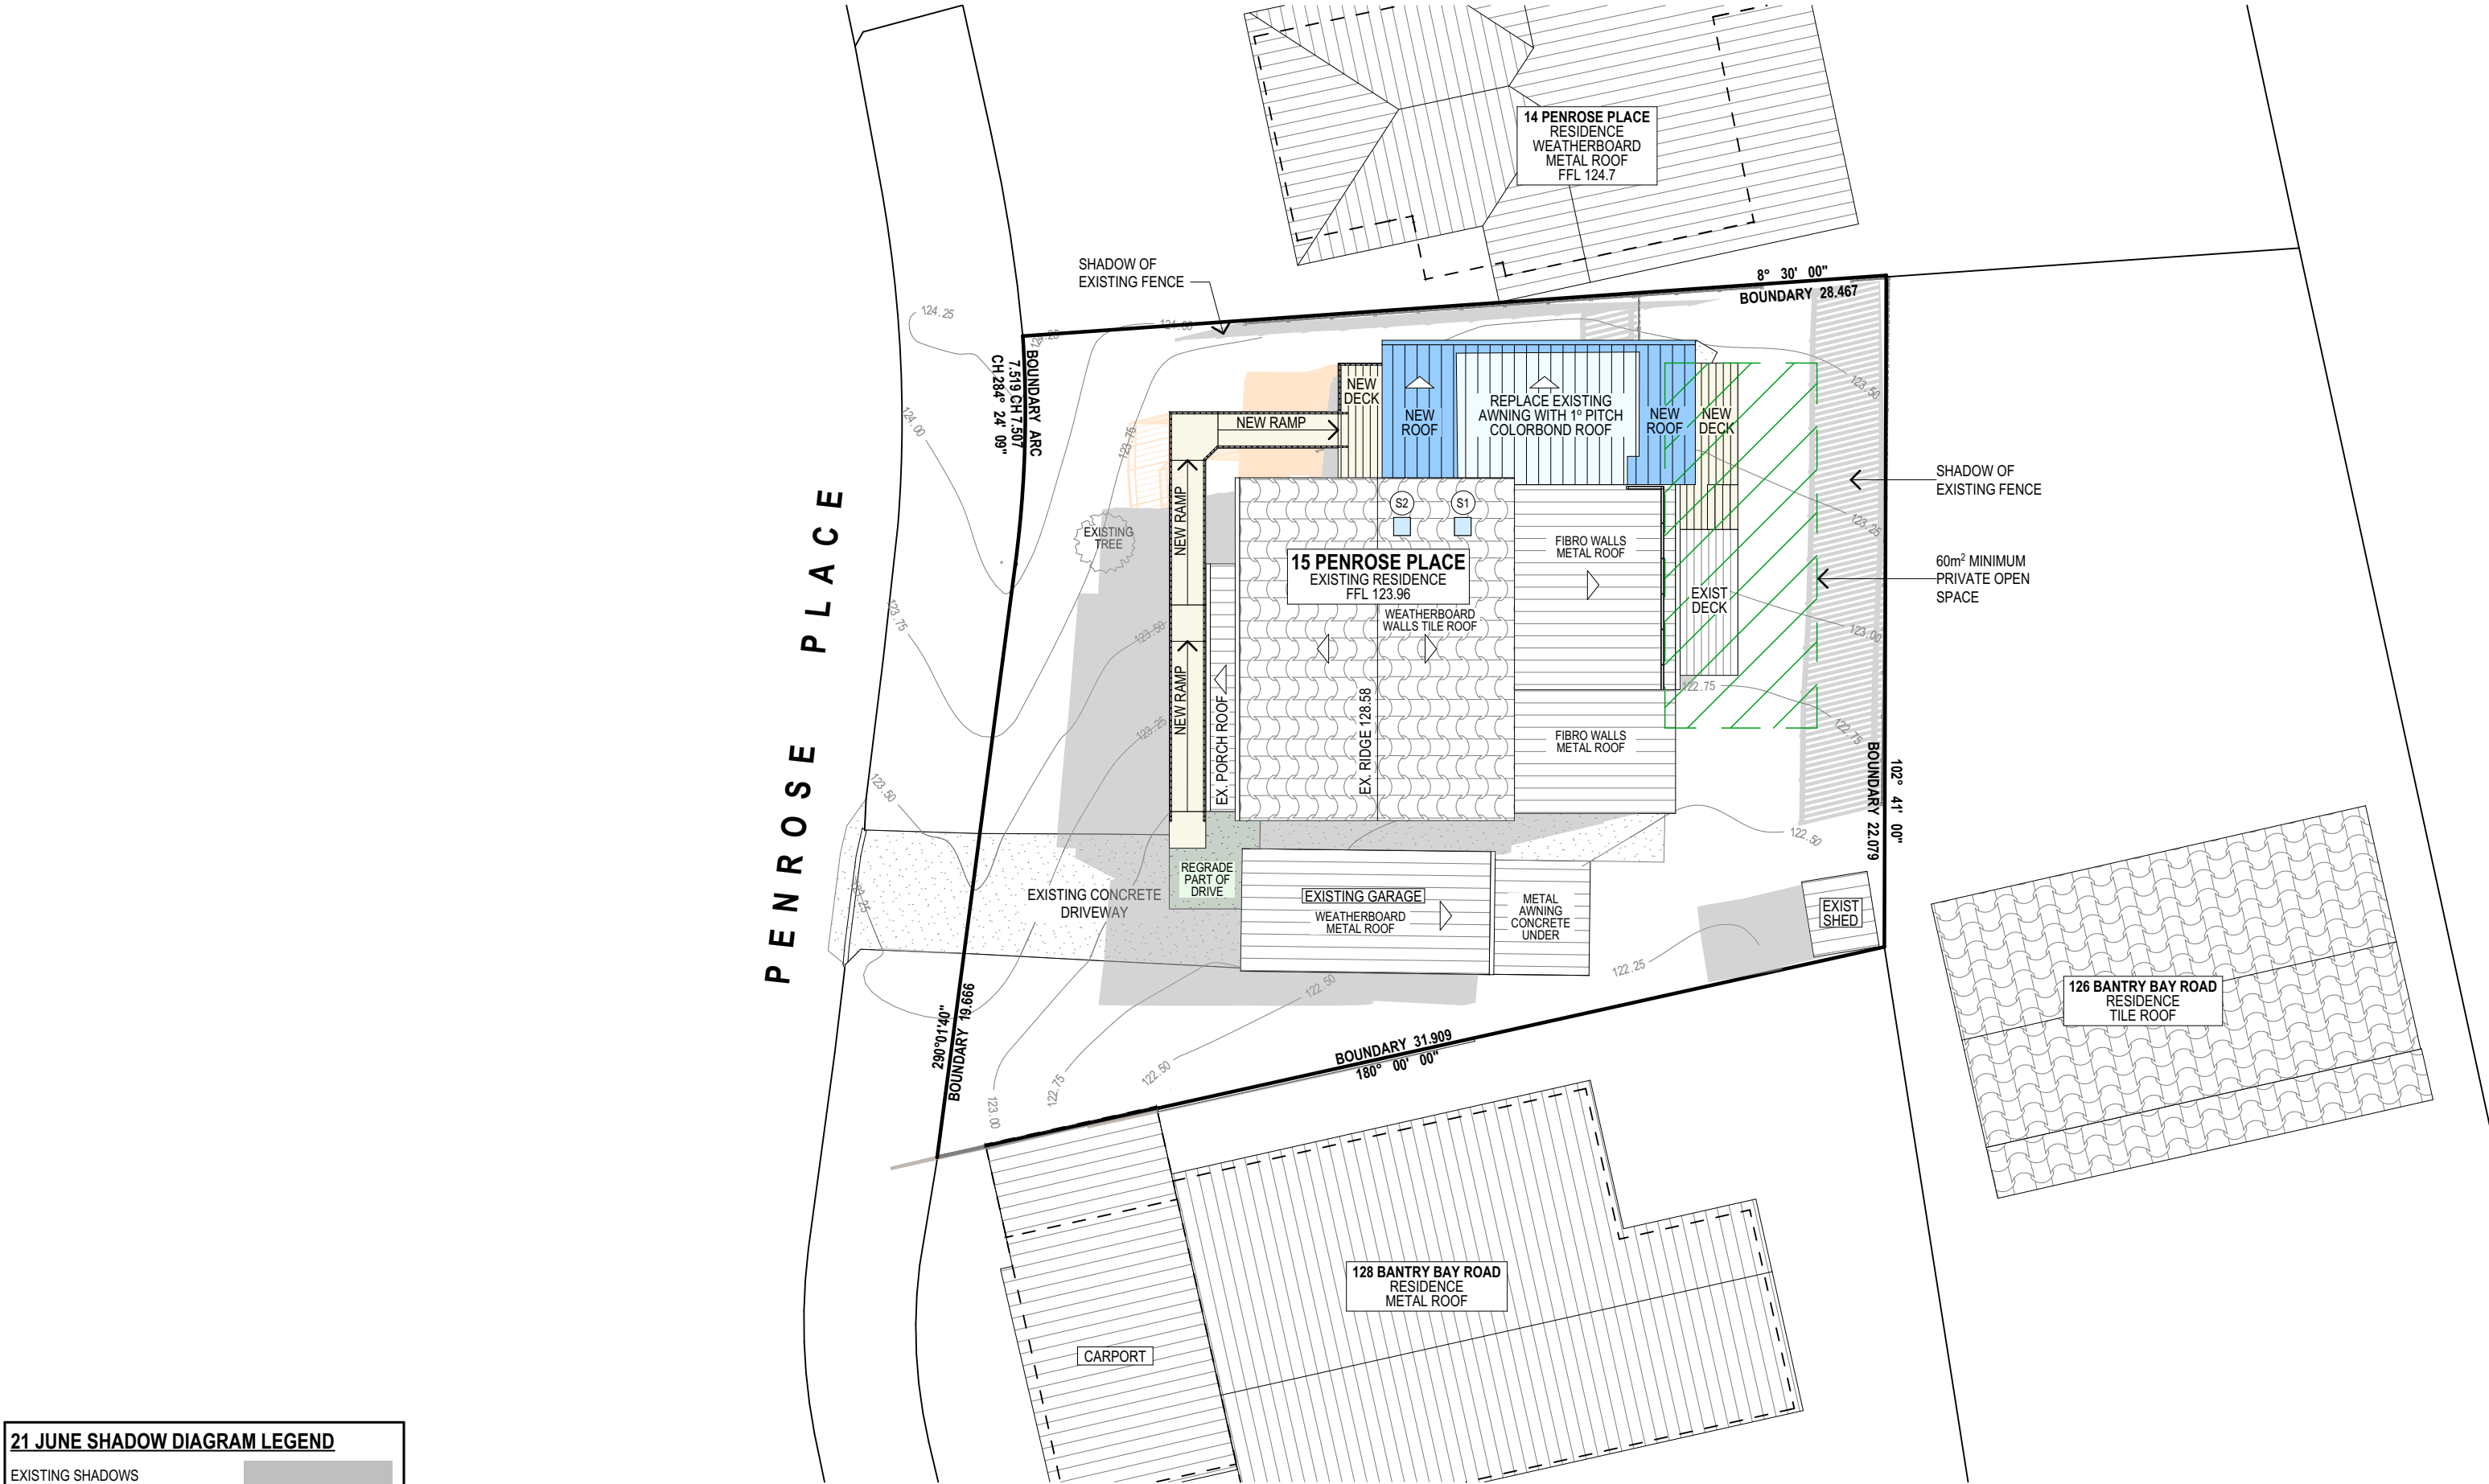 14 PENROSE PLACE
RESIDENCE
WEATHERBOARD
METAL ROOF
FFL 124.7
SHADOW OF
EXISTING FENCE
8° 30' 00"
BOUNDARY 28.467
124.25
124.00
BOUNDARY ARC
7.519 CH 7.507
CH 284° 24' 09"
124.00
123.75
NEW
DECK
NEW RAMP
NEW
ROOF
REPLACE EXISTING
AWNING WITH 1º PITCH
COLORBOND ROOF
NEW
ROOF
NEW
DECK
123.50
SHADOW OF
EXISTING FENCE
S2
S1
NEW RAMP
EXISTING
TREE
123.25
15 PENROSE PLACE
EXISTING RESIDENCE
FFL 123.96
FIBRO WALLS
METAL ROOF
60m² MINIMUM
PRIVATE OPEN
SPACE
EXIST
DECK
WEATHERBOARD
WALLS TILE ROOF
123.75
123.50
123.00
PENROSE PLACE
NEW RAMP
122.75
EX. PORCH ROOF
EX. RIDGE 128.58
123.25
122.75
FIBRO WALLS
METAL ROOF
123.50
102° 41' 00"
BOUNDARY 22.079
122.50
REGRADE
PART OF
DRIVE
EXISTING CONCRETE
DRIVEWAY
EXISTING GARAGE
WEATHERBOARD
METAL ROOF
METAL
AWNING
CONCRETE
UNDER
EXIST
SHED
122.25
122.50
126 BANTRY BAY ROAD
RESIDENCE
TILE ROOF
290°01'40"
BOUNDARY 19.666
BOUNDARY 31.909
180° 00' 00"
122.50
122.75
123.00
128 BANTRY BAY ROAD
RESIDENCE
METAL ROOF
CARPORT
21 JUNE SHADOW DIAGRAM LEGEND
EXISTING SHADOWS